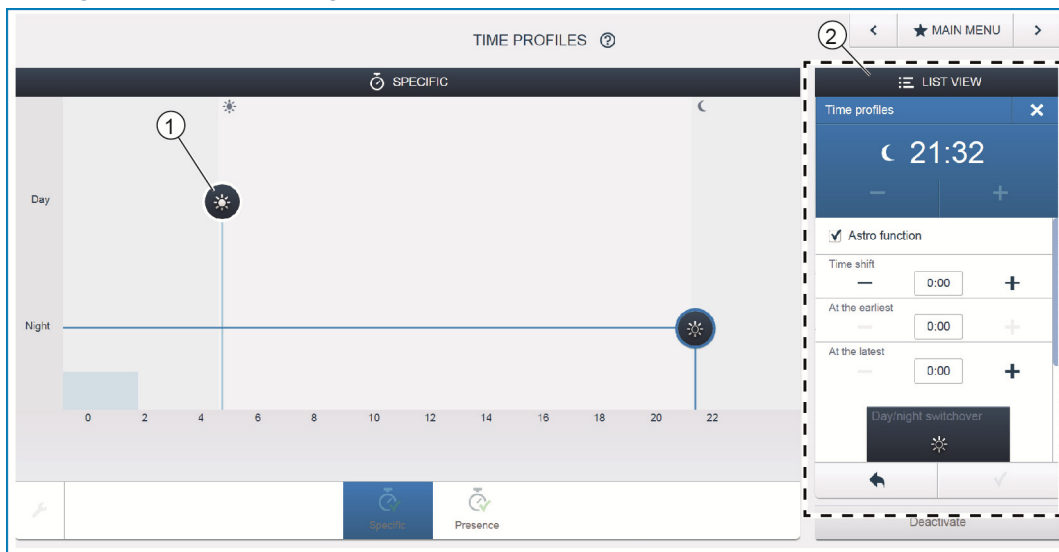 TIME PROFILES ?
2
< ★ MAIN MENU >
SPECIFIC
LIST VIEW
1
Time profiles
21:32
− +
Day
Astro function
Time shift
− 0:00 +
At the earliest
− 0:00 +
Night
At the latest
− 0:00 +
0 2 4 6 8 10 12 14 16 18 20 22
Day/night switchover
Specific
Presence
Deactivate